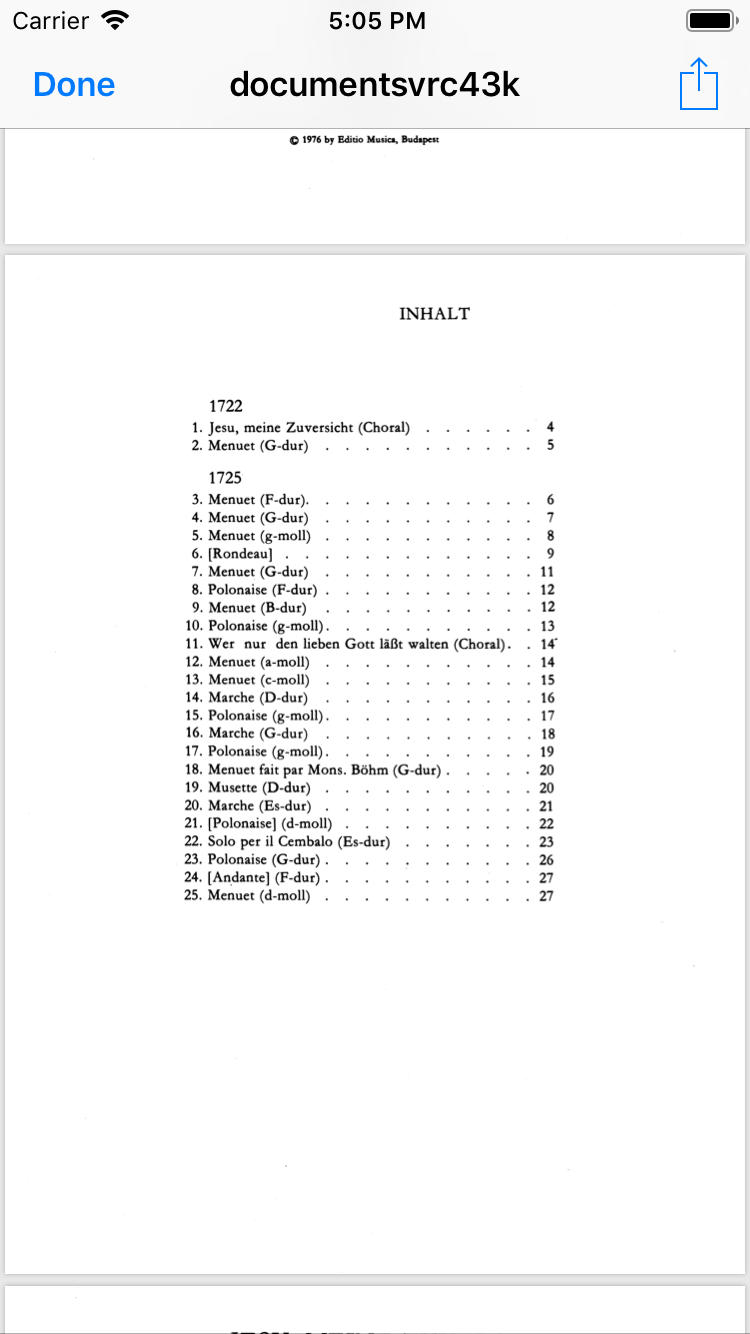 Carrier 5:05 PM
Done documentsvrc43k
© 1976 by Editio Musica, Budapest
INHALT
1722
1. Jesu, meine Zuversicht (Choral) . . . . . . 4
2. Menuet (G-dur) . . . . . . . . . . . 5
1725
3. Menuet (F-dur). . . . . . . . . . . . 6
4. Menuet (G-dur) . . . . . . . . . . . 7
5. Menuet (g-moll) . . . . . . . . . . . 8
6. [Rondeau] . . . . . . . . . . . . . 9
7. Menuet (G-dur) . . . . . . . . . . . 11
8. Polonaise (F-dur) . . . . . . . . . . . 12
9. Menuet (B-dur) . . . . . . . . . . . 12
10. Polonaise (g-moll). . . . . . . . . . . 13
11. Wer nur den lieben Gott läßt walten (Choral). . 14
12. Menuet (a-moll) . . . . . . . . . . . 14
13. Menuet (c-moll) . . . . . . . . . . . 15
14. Marche (D-dur) . . . . . . . . . . . 16
15. Polonaise (g-moll). . . . . . . . . . . 17
16. Marche (G-dur) . . . . . . . . . . . 18
17. Polonaise (g-moll). . . . . . . . . . . 19
18. Menuet fait par Mons. Böhm (G-dur) . . . . . 20
19. Musette (D-dur) . . . . . . . . . . . 20
20. Marche (Es-dur) . . . . . . . . . . . 21
21. [Polonaise] (d-moll) . . . . . . . . . . 22
22. Solo per il Cembalo (Es-dur) . . . . . . . 23
23. Polonaise (G-dur) . . . . . . . . . . . 26
24. [Andante] (F-dur) . . . . . . . . . . . 27
25. Menuet (d-moll) . . . . . . . . . . . 27